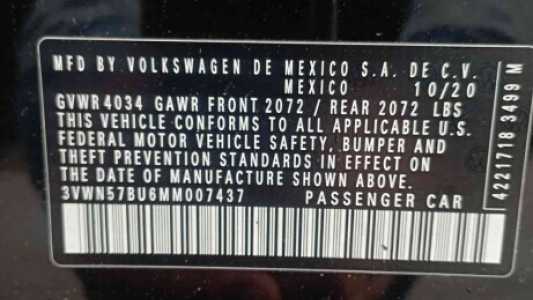 MFD BY VOLKSWAGEN DE MEXICO S.A. DE C.V.
MEXICO 10/20
GVWR 4034 GAWR FRONT 2072 / REAR 2072 LBS
THIS VEHICLE CONFORMS TO ALL APPLICABLE U.S.
FEDERAL MOTOR VEHICLE SAFETY, BUMPER AND
THEFT PREVENTION STANDARDS IN EFFECT ON
THE DATE OF MANUFACTURE SHOWN ABOVE.
3VWN57BU6MM007437 PASSENGER CAR
4221718 3499 M